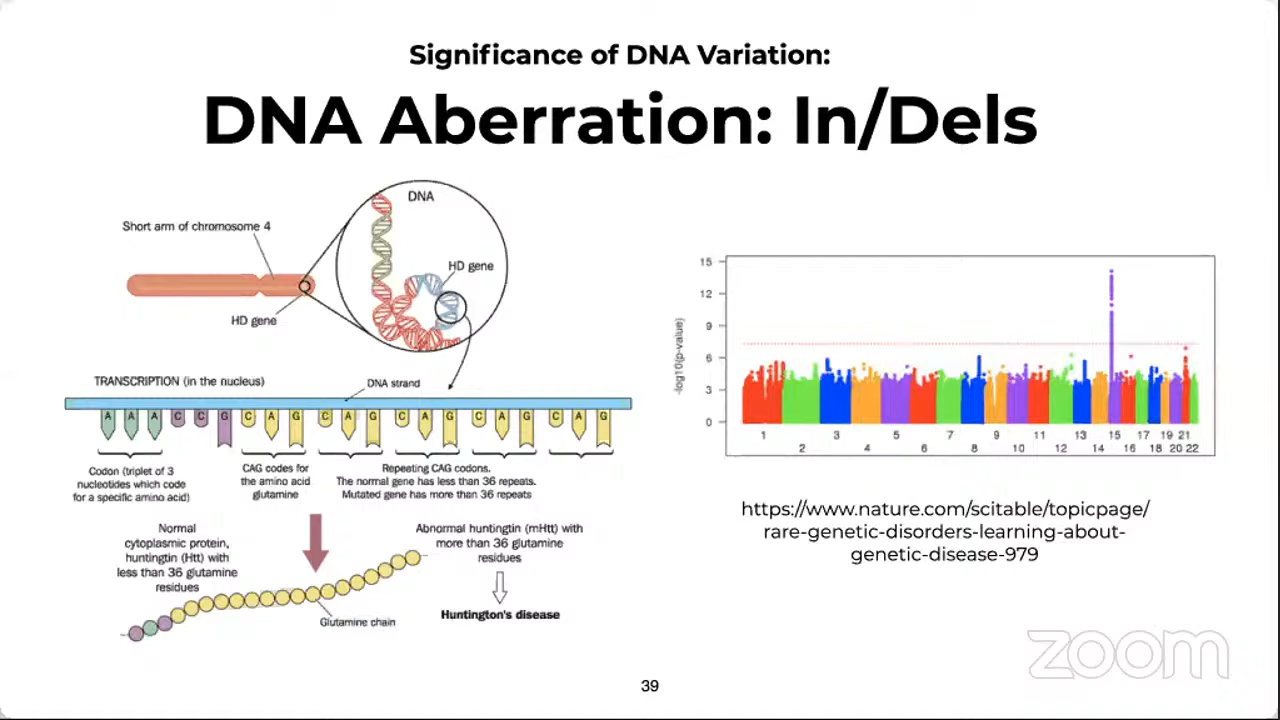 Significance of DNA Variation:
DNA Aberration: In/Dels
DNA
Short arm of chromosome 4
HD gene
HD gene
TRANSCRIPTION (in the nucleus)
DNA strand
A A A C C G C A G C A G C A G C A G C A G
Codon (triplet of 3
nucleotides which code
for a specific amino acid)
CAG codes for
the amino acid
glutamine
Repeating CAG codons.
The normal gene has less than 36 repeats.
Mutated gene has more than 36 repeats
Normal
cytoplasmic protein,
huntingtin (Htt) with
less than 36 glutamine
residues
Abnormal huntingtin (mHtt) with
more than 36 glutamine
residues
Huntington's disease
Glutamine chain
-log10(p-value)
15
12
9
6
3
0
1 3 5 7 9 11 13 15 17 19 21
2 4 6 8 10 12 14 16 18 20 22
https://www.nature.com/scitable/topicpage/
rare-genetic-disorders-learning-about-
genetic-disease-979
zoom
39